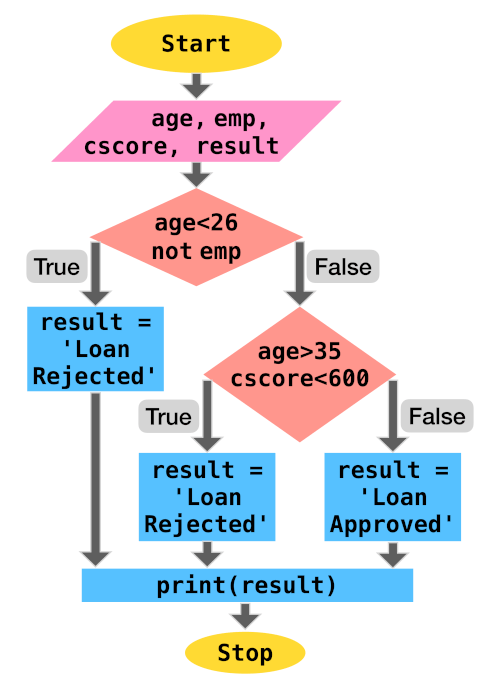 Start
age, emp,
cscore, result
age<26
not emp
True
False
result =
'Loan
Rejected'
age>35
cscore<600
True
False
result =
'Loan
Rejected'
result =
'Loan
Approved'
print(result)
Stop